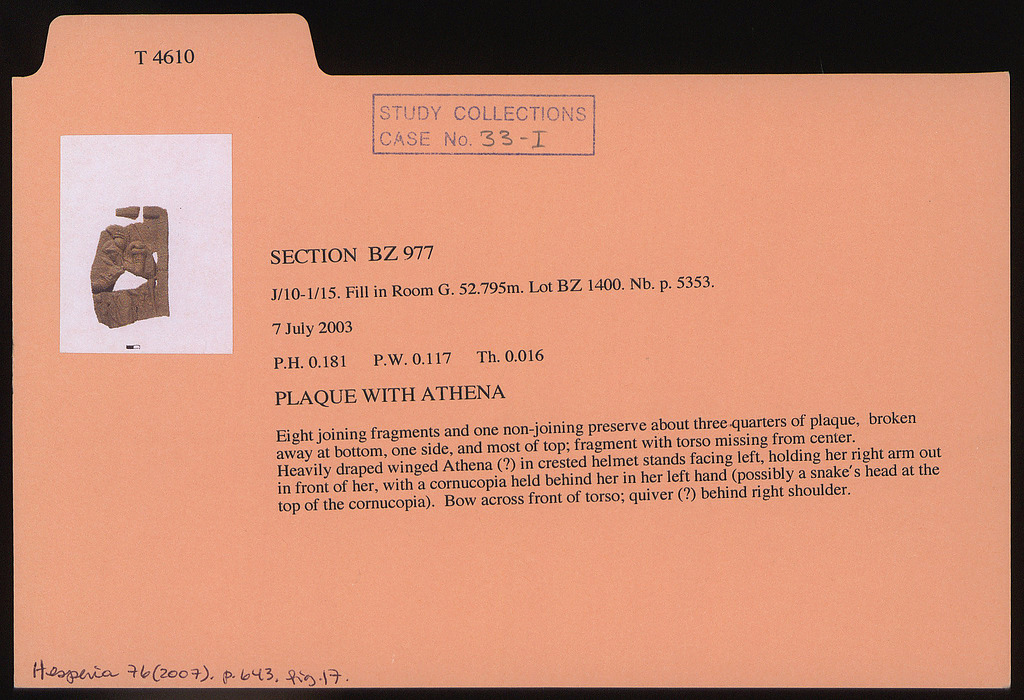 T 4610
STUDY COLLECTIONS
CASE No. 33-I
SECTION BZ 977
J/10-1/15. Fill in Room G. 52.795m. Lot BZ 1400. Nb. p. 5353.
7 July 2003
P.H. 0.181 P.W. 0.117 Th. 0.016
PLAQUE WITH ATHENA
Eight joining fragments and one non-joining preserve about three-quarters of plaque, broken
away at bottom, one side, and most of top; fragment with torso missing from center.
Heavily draped winged Athena (?) in crested helmet stands facing left, holding her right arm out
in front of her, with a cornucopia held behind her in her left hand (possibly a snake's head at the
top of the cornucopia). Bow across front of torso; quiver (?) behind right shoulder.
Hesperia 76(2007). p. 643. fig. 17.